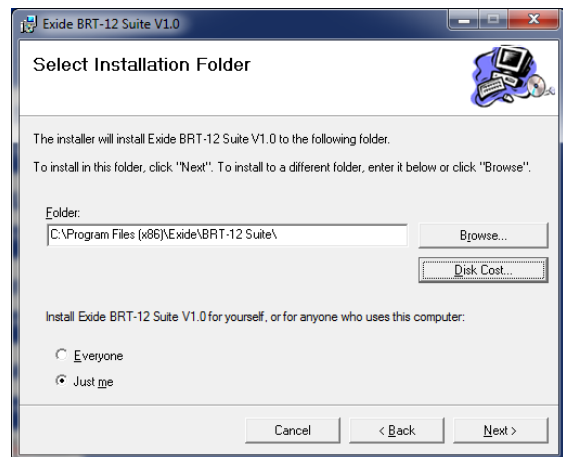 Exide BRT-12 Suite V1.0
Select Installation Folder
The installer will install Exide BRT-12 Suite V1.0 to the following folder.
To install in this folder, click "Next". To install to a different folder, enter it below or click "Browse".
Folder:
C:\Program Files (x86)\Exide\BRT-12 Suite\
Browse...
Disk Cost...
Install Exide BRT-12 Suite V1.0 for yourself, or for anyone who uses this computer:
Everyone
Just me
Cancel < Back Next >